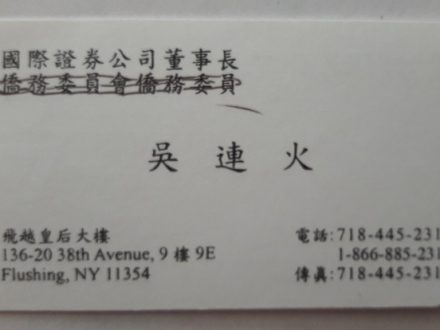 國際證券公司董事長
僑務委員會僑務委員
吳連火
飛越皇后大樓
136-20 38th Avenue, 9 樓 9E
Flushing, NY 11354
電話:718-445-231
1-866-885-231
傳真:718-445-231